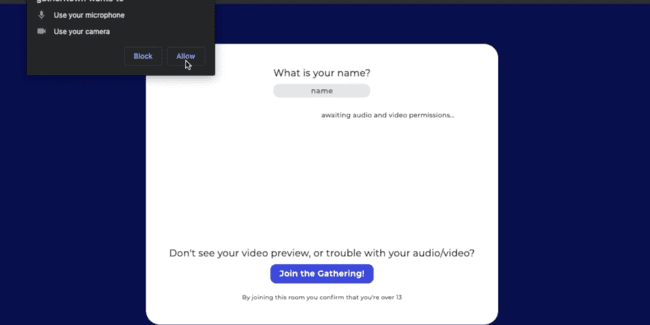 wants to
Use your microphone
Use your camera
Block
Allow
What is your name?
name
awaiting audio and video permissions...
Don't see your video preview, or trouble with your audio/video?
Join the Gathering!
By joining this room you confirm that you're over 13